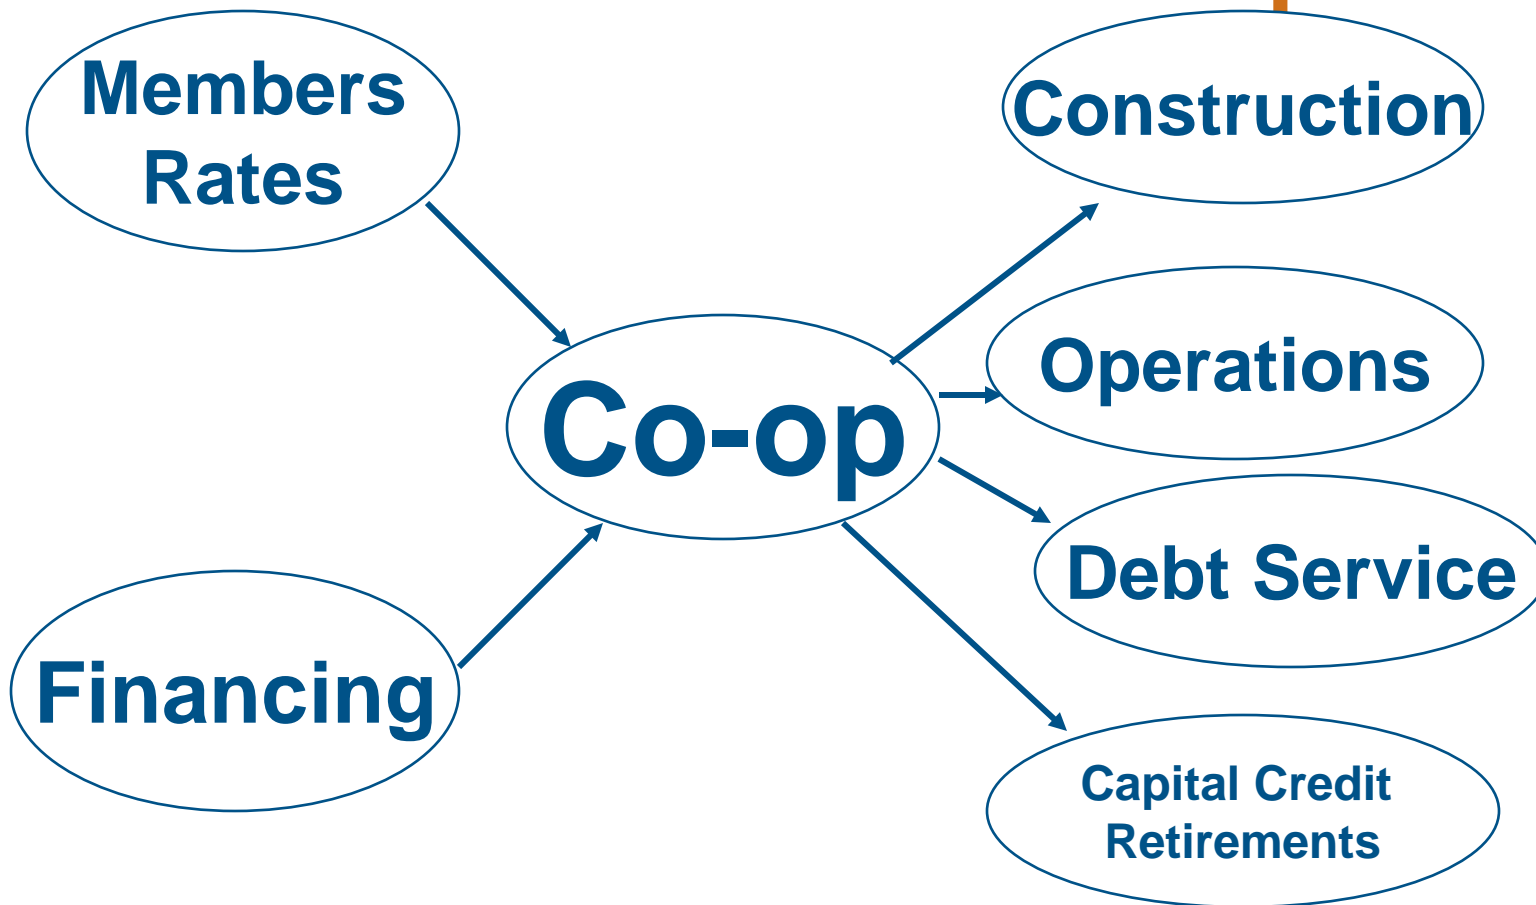 Members
Rates
Construction
Operations
Co-op
Debt Service
Financing
Capital Credit
Retirements